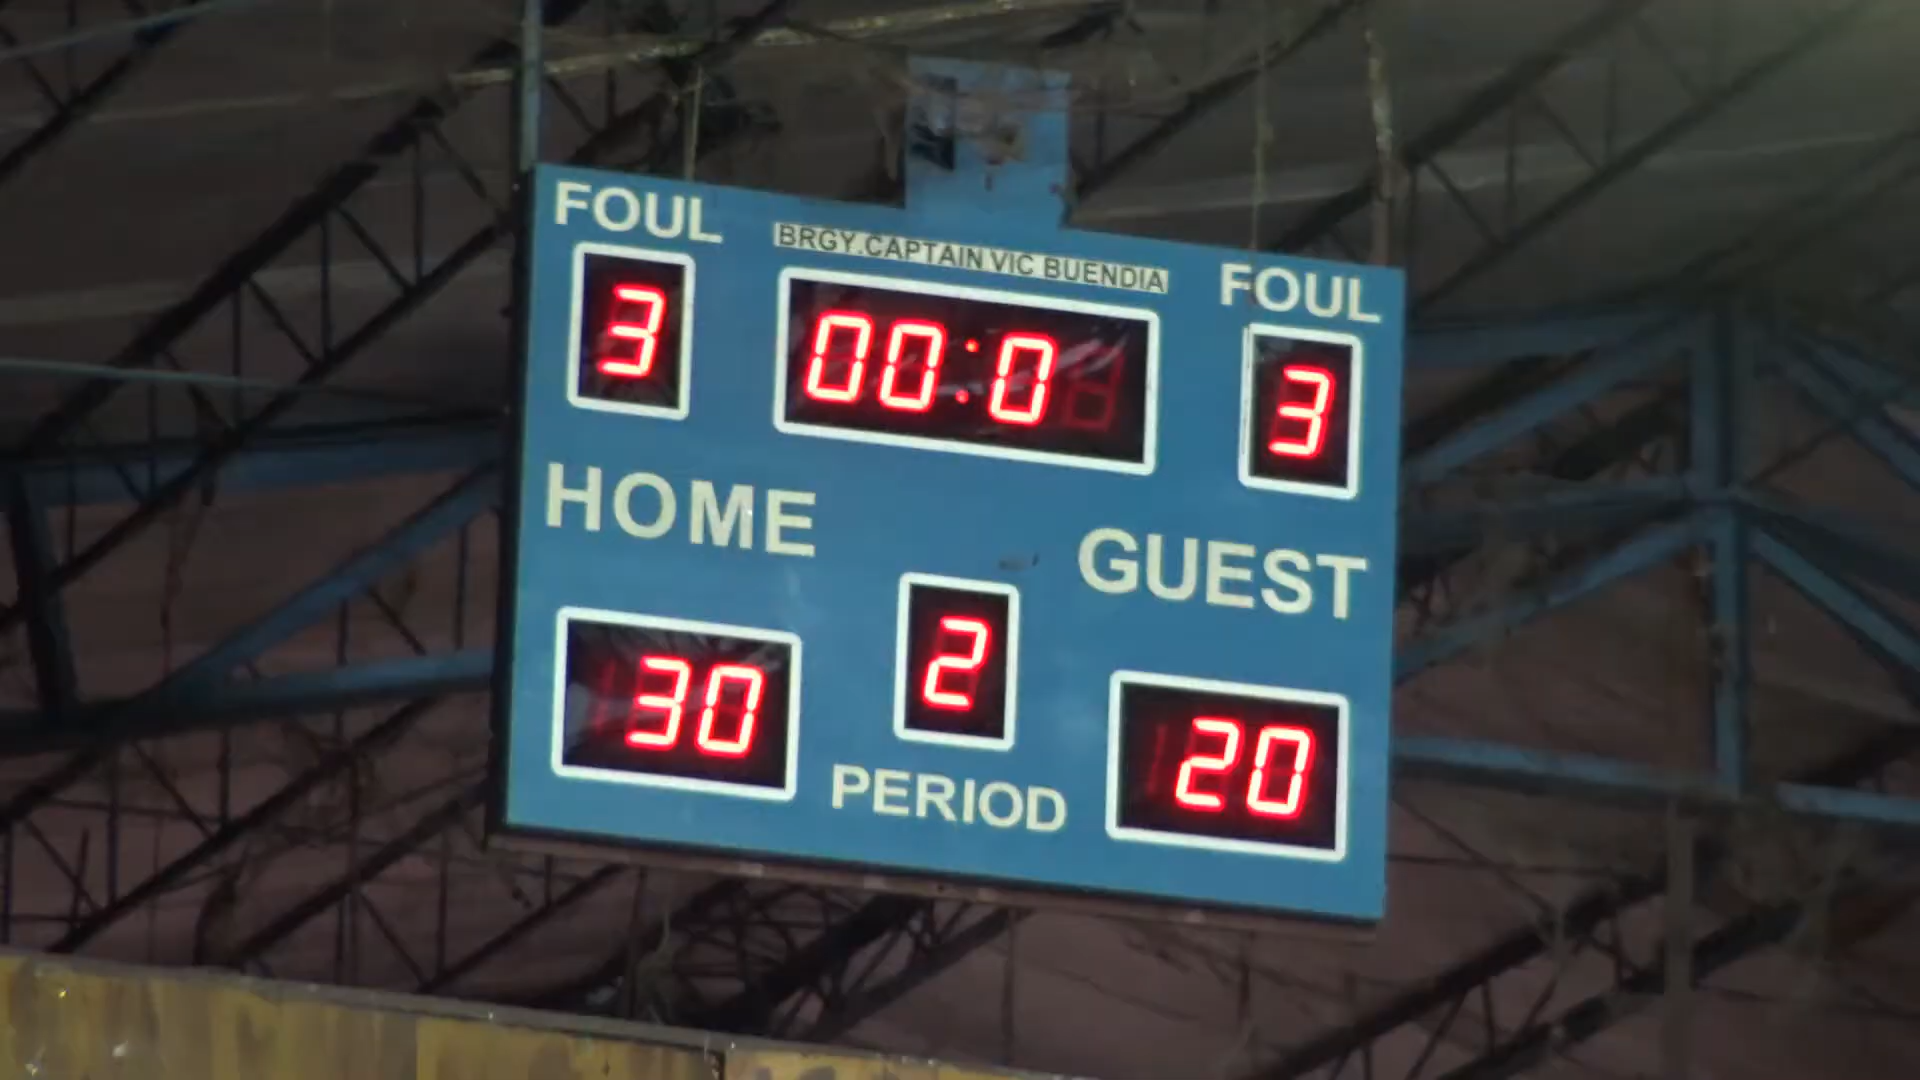 FOUL
BRGY.CAPTAIN VIC BUENDIA
FOUL
3
00:0
3
HOME
GUEST
30
2
20
PERIOD